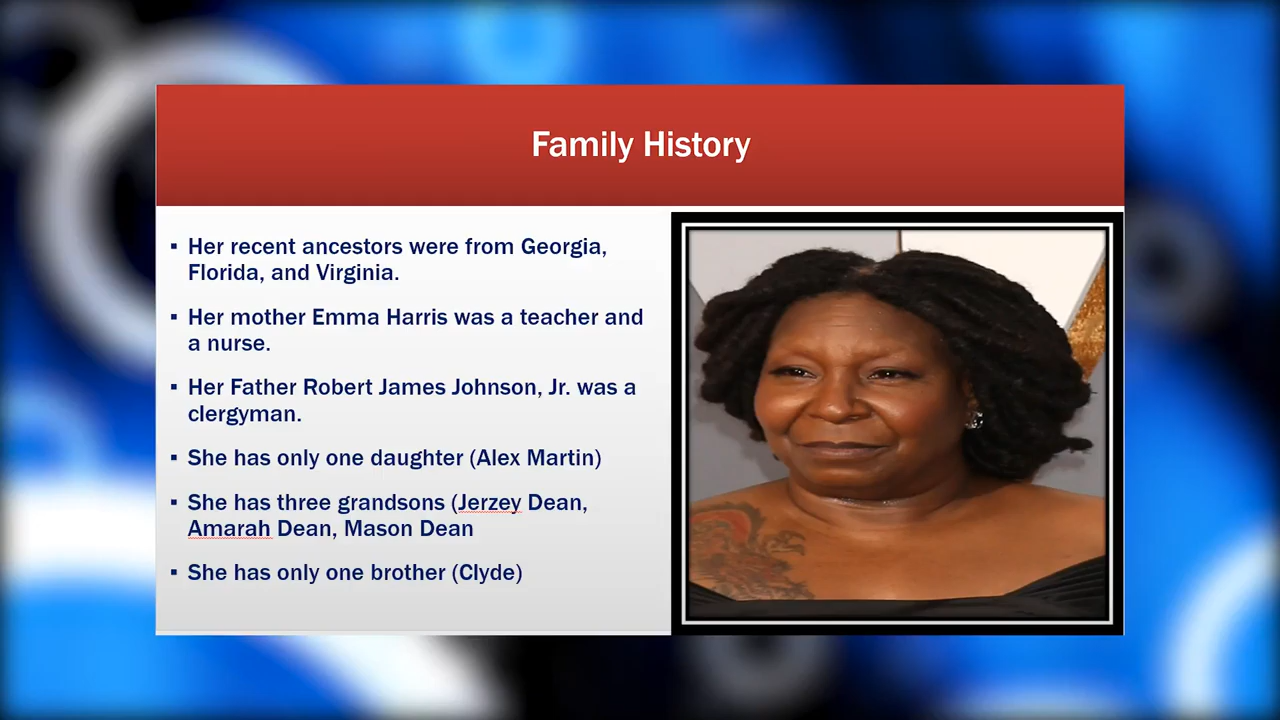 Family History
▪ Her recent ancestors were from Georgia,
Florida, and Virginia.
▪ Her mother Emma Harris was a teacher and
a nurse.
▪ Her Father Robert James Johnson, Jr. was a
clergyman.
▪ She has only one daughter (Alex Martin)
▪ She has three grandsons (Jerzey Dean,
Amarah Dean, Mason Dean
▪ She has only one brother (Clyde)